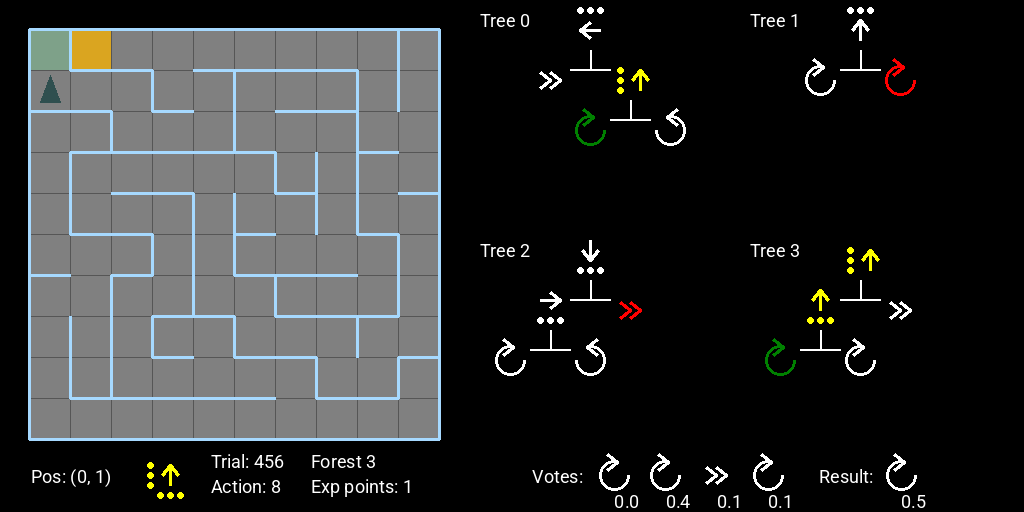 Tree 0
Tree 1
Tree 2
Tree 3
Pos: (0, 1)
Trial: 456
Forest 3
Action: 8
Exp points: 1
Votes:
0.0
0.4
0.1
0.1
Result:
0.5